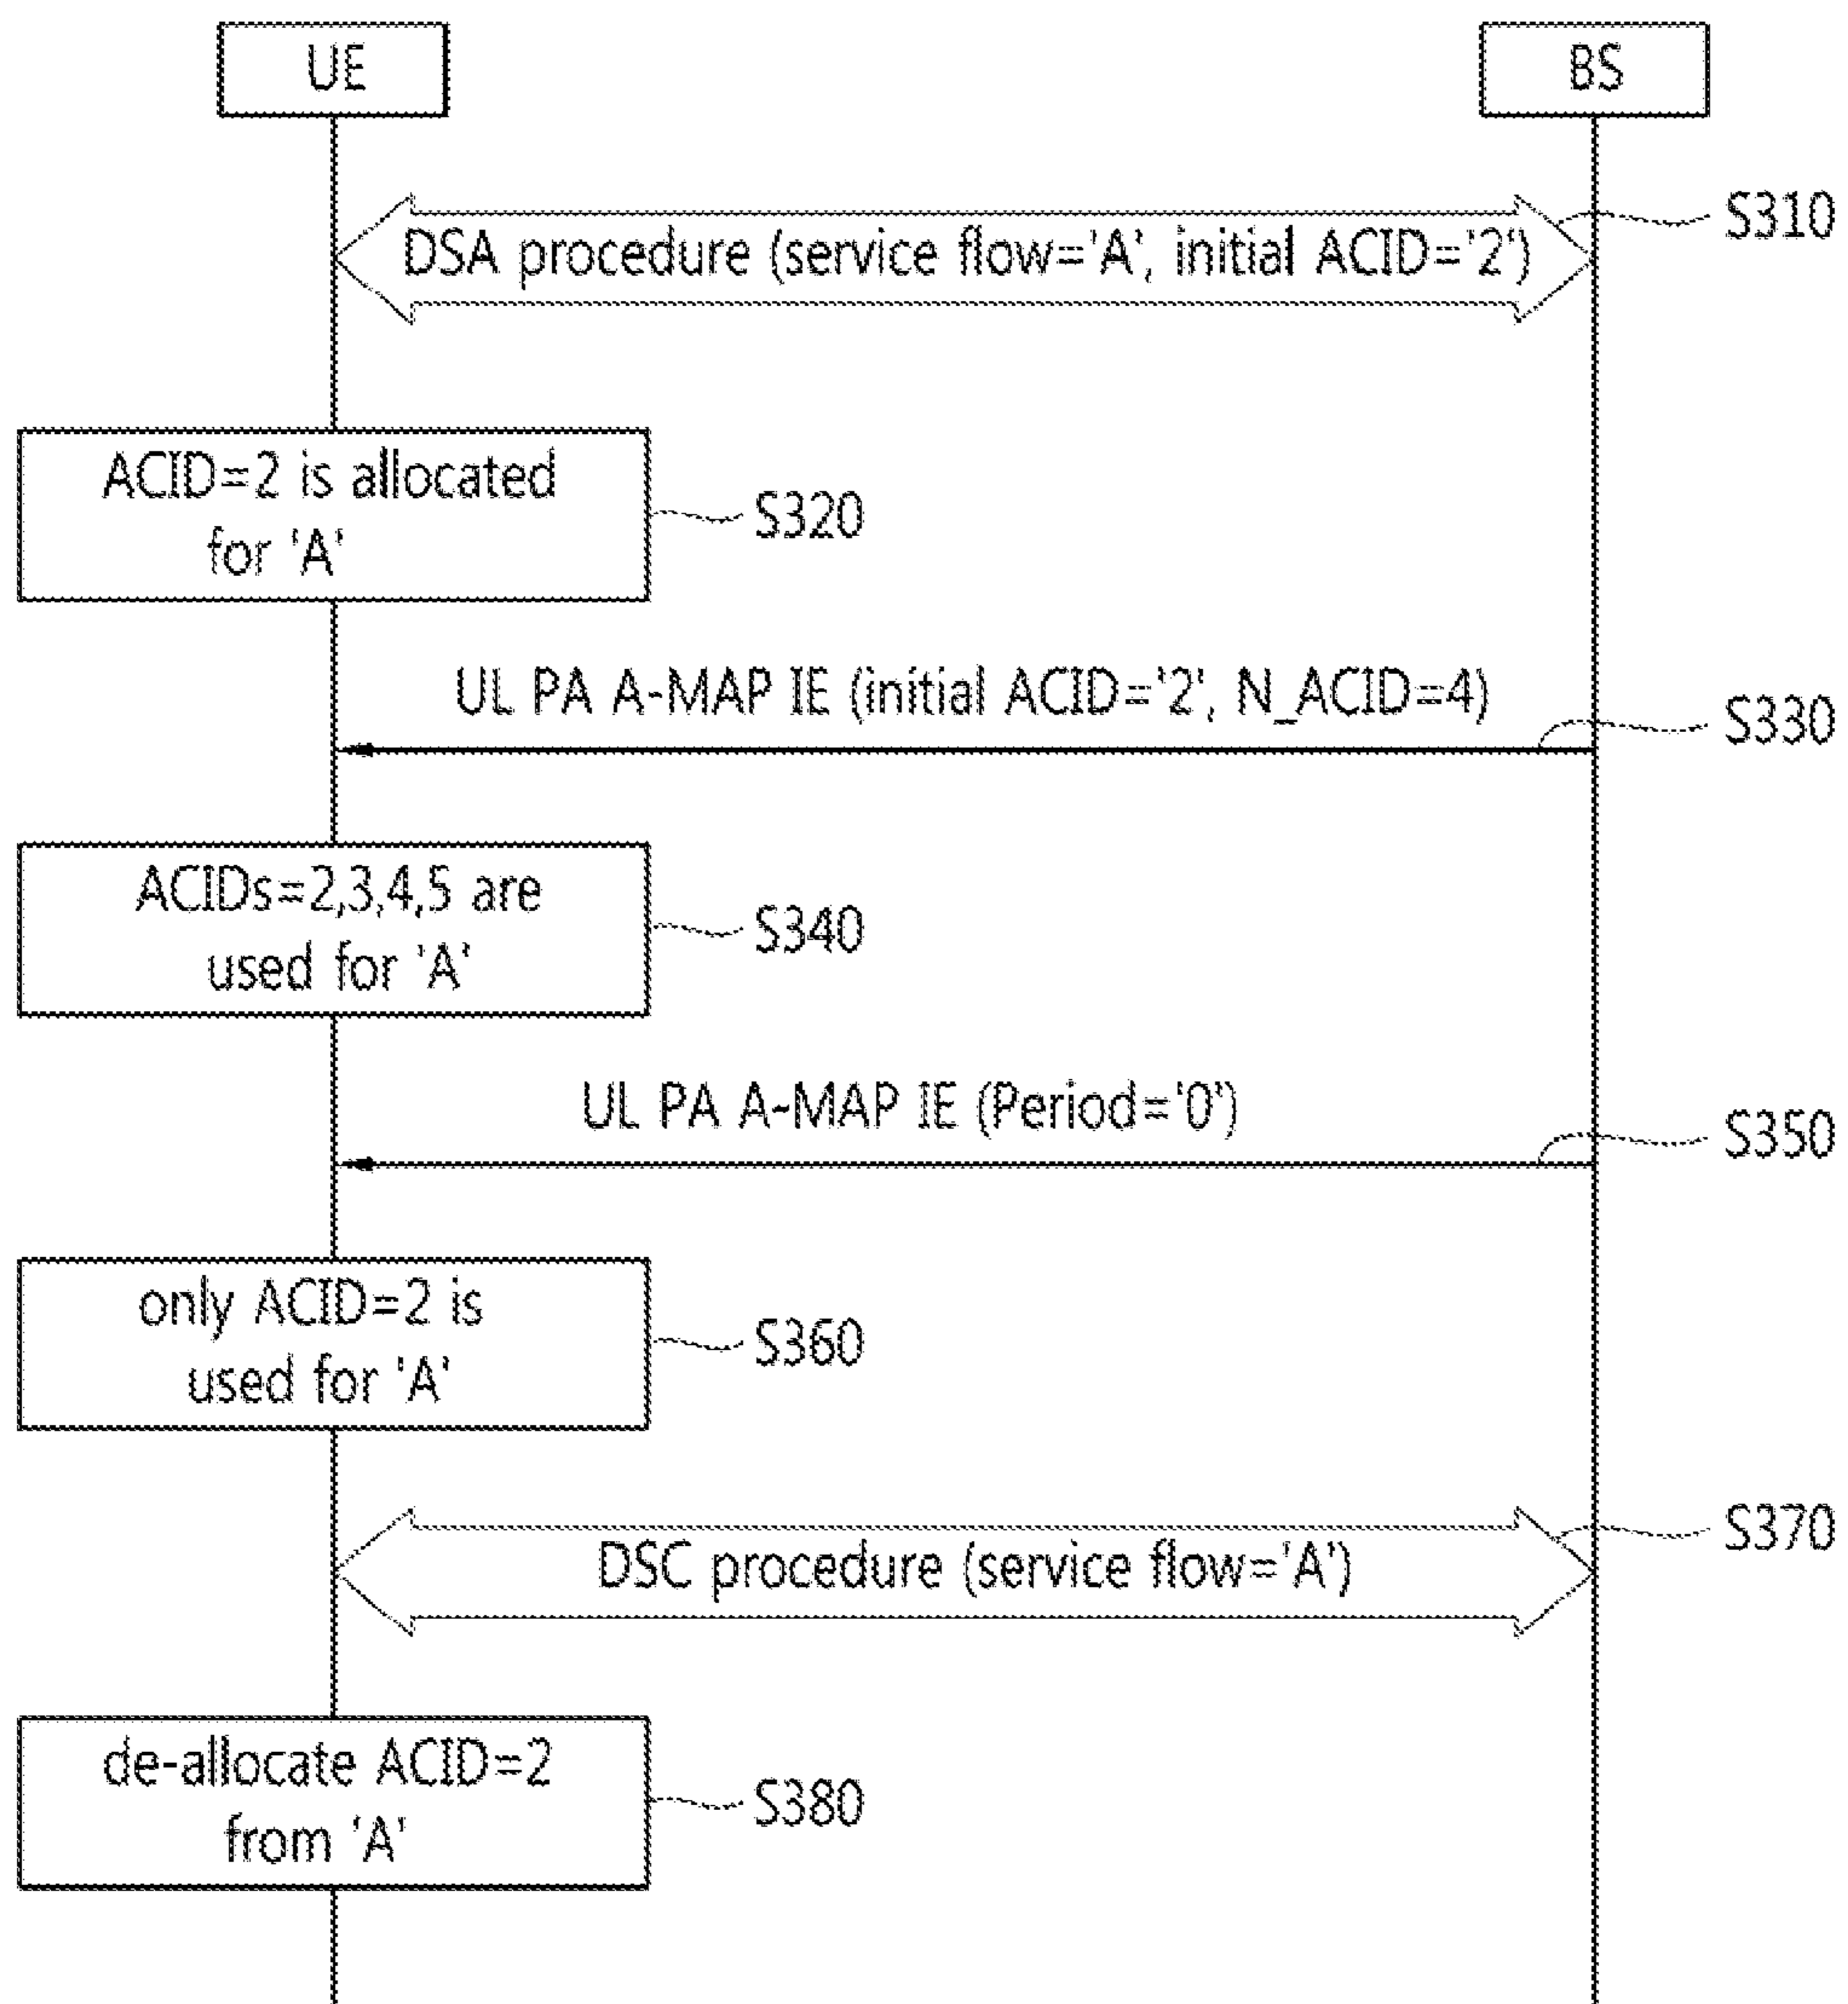 UE
BS
DSA procedure (service flow='A', initial ACID='2')
S310
ACID=2 is allocated
for 'A'
S320
UL PA A-MAP IE (initial ACID='2', N_ACID=4)
S330
ACIDs=2,3,4,5 are
used for 'A'
S340
UL PA A-MAP IE (Period='0')
S350
only ACID=2 is
used for 'A'
S360
DSC procedure (service flow='A')
S370
de-allocate ACID=2
from 'A'
S380